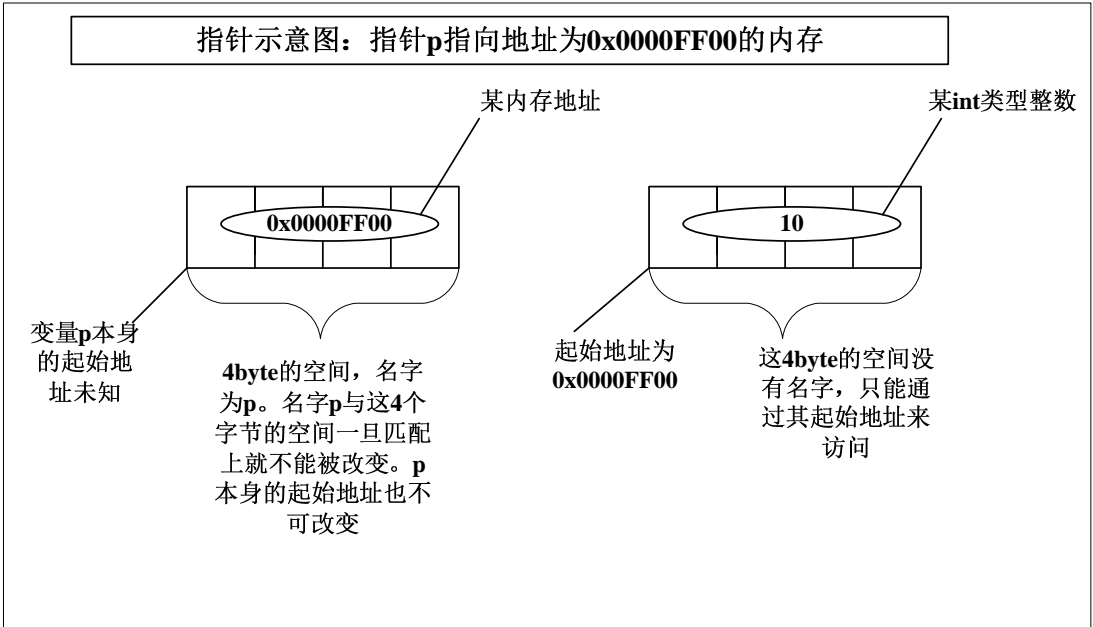 指针示意图：指针p指向地址为0x0000FF00的内存
某内存地址
某int类型整数
0x0000FF00
10
变量p本身
的起始地
址未知
4byte的空间，名字
为p。名字p与这4个
字节的空间一旦匹配
上就不能被改变。p
本身的起始地址也不
可改变
起始地址为
0x0000FF00
这4byte的空间没
有名字，只能通
过其起始地址来
访问